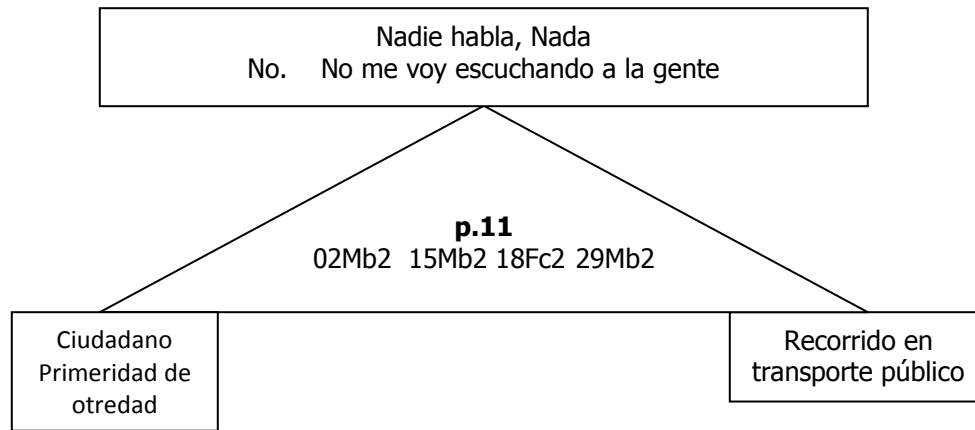 Nadie habla, Nada
No. No me voy escuchando a la gente
p.11
02Mb2 15Mb2 18Fc2 29Mb2
Ciudadano
Primeridad de
otredad
Recorrido en
transporte público